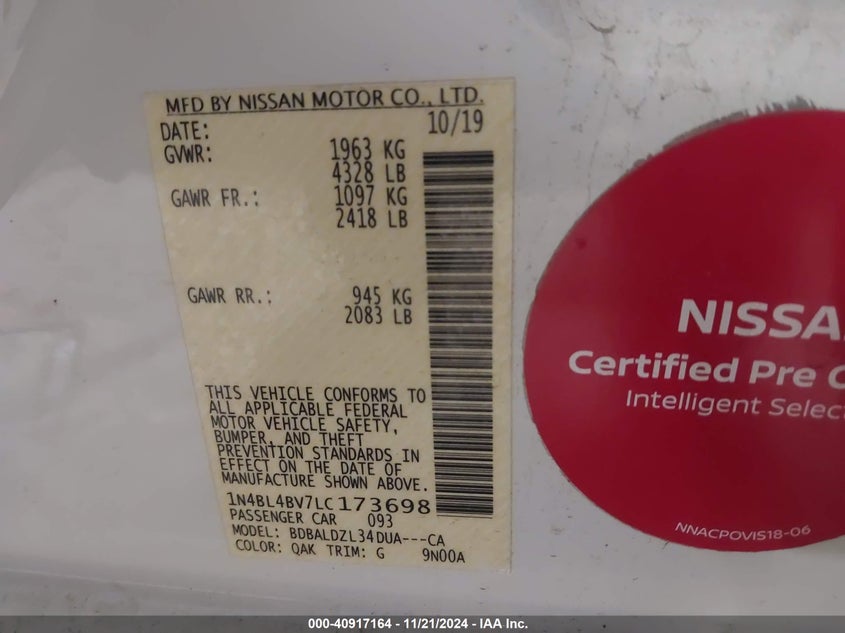 MFD BY NISSAN MOTOR CO., LTD.
DATE: 10/19
GVWR: 1963 KG
4328 LB
GAWR FR.: 1097 KG
2418 LB
GAWR RR.: 945 KG
2083 LB
THIS VEHICLE CONFORMS TO
ALL APPLICABLE FEDERAL
MOTOR VEHICLE SAFETY,
BUMPER, AND THEFT
PREVENTION STANDARDS IN
EFFECT ON THE DATE OF
MANUFACTURE SHOWN ABOVE.
1N4BL4BV7LC173698
PASSENGER CAR 093
MODEL: BDBALDZL34DUA---CA
COLOR: QAK TRIM: G 9N00A
NISSA
Certified Pre
Intelligent Selec
NNACPOVIS18-06
000-40917164 - 11/21/2024 - IAA Inc.